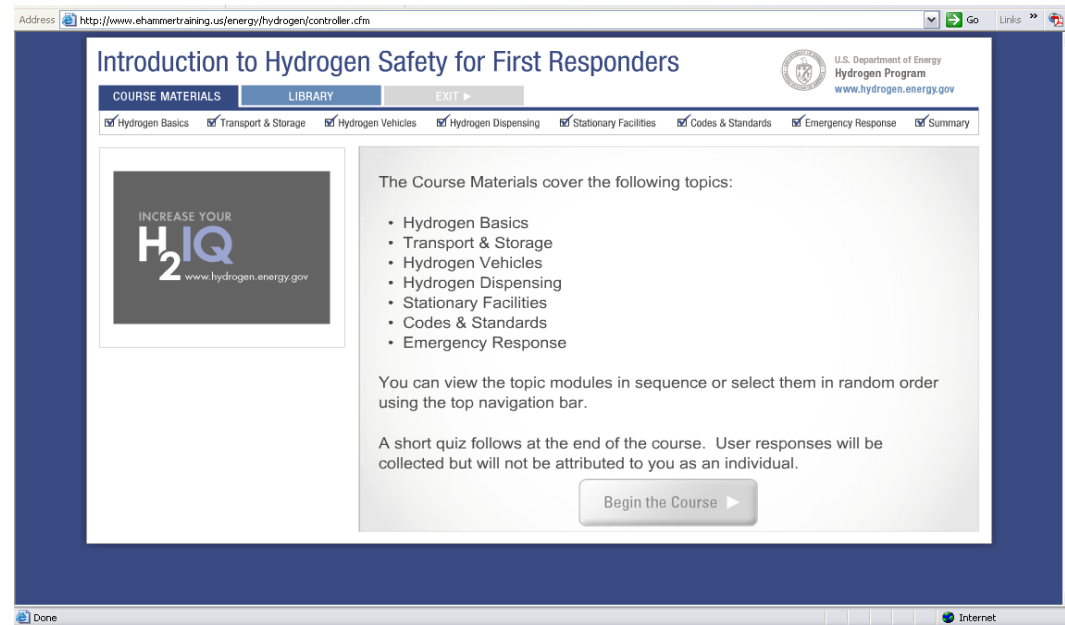 Address http://www.ehammertraining.us/energy/hydrogen/controller.cfm Go Links »
Introduction to Hydrogen Safety for First Responders
U.S. Department of Energy
Hydrogen Program
www.hydrogen.energy.gov
COURSE MATERIALS LIBRARY EXIT ►
Hydrogen Basics Transport & Storage Hydrogen Vehicles Hydrogen Dispensing Stationary Facilities Codes & Standards Emergency Response Summary
INCREASE YOUR
H2IQ
www.hydrogen.energy.gov
The Course Materials cover the following topics:
• Hydrogen Basics
• Transport & Storage
• Hydrogen Vehicles
• Hydrogen Dispensing
• Stationary Facilities
• Codes & Standards
• Emergency Response
You can view the topic modules in sequence or select them in random order
using the top navigation bar.
A short quiz follows at the end of the course. User responses will be
collected but will not be attributed to you as an individual.
Begin the Course ►
Done Internet